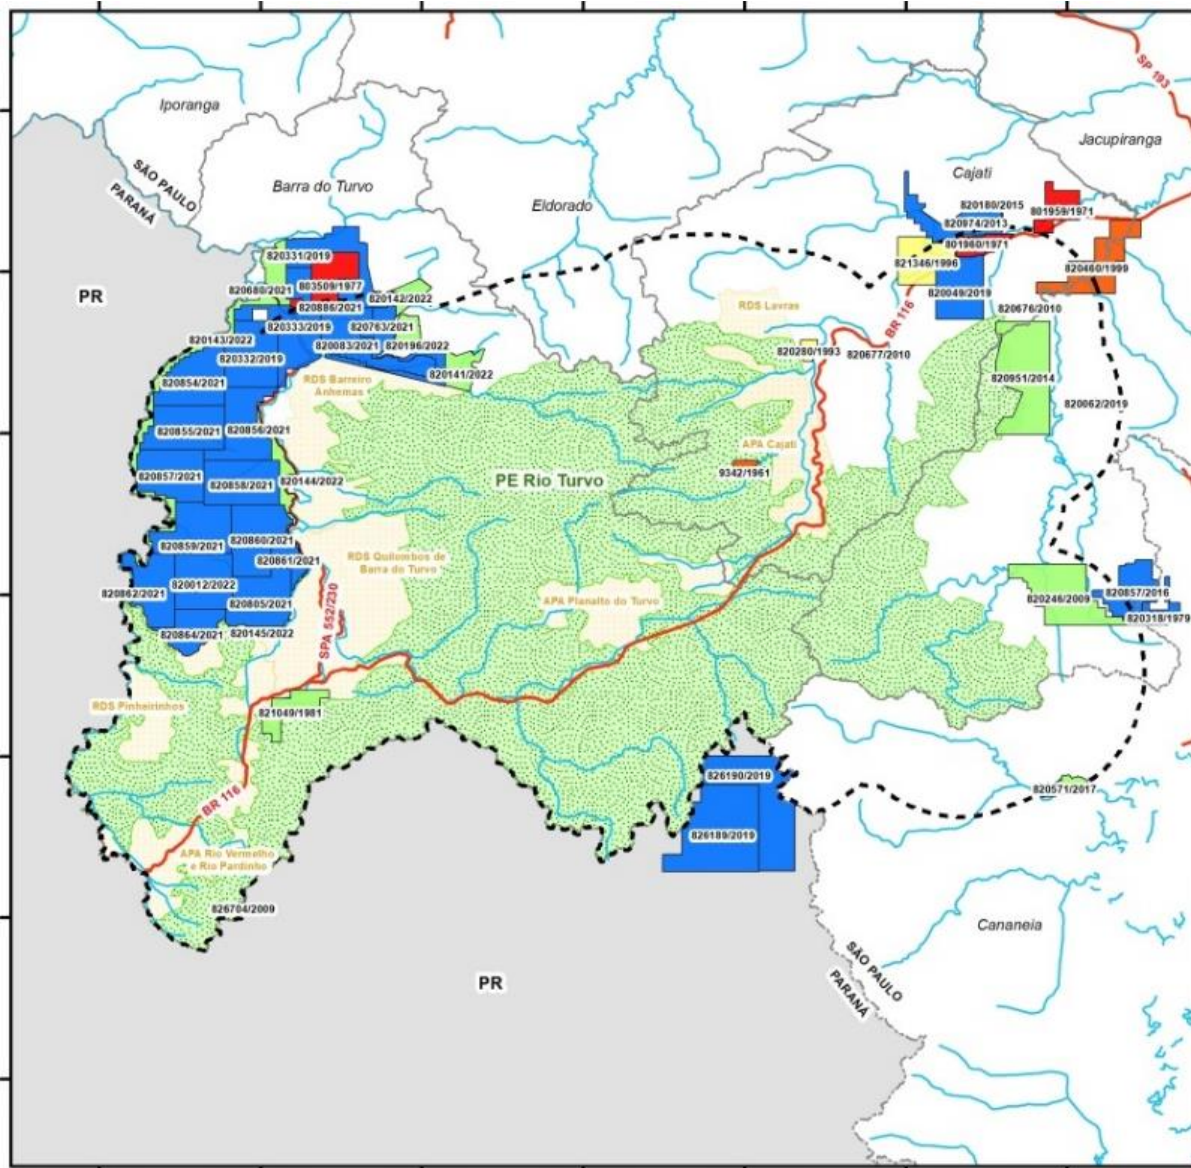 SP 193
Iporanga
Jacupiranga
SÃO PAULO
PARANÁ
Barra do Turvo
Cajati
Eldorado
820180/2015
801959/1971
820974/2013
801960/1971
820331/2019
821346/1996
820460/1999
803509/1977
PR
820680/2021
820142/2022
820049/2019
RDS Lavras
820886/2021
820676/2010
BR 116
820333/2019
820763/2021
820143/2022
820083/2021
820196/2022
820280/1993
820677/2010
820332/2019
820141/2022
820951/2014
820854/2021
RDS Barreiro
Anhemas
820062/2019
820855/2021
820856/2021
APA Cajati
9342/1961
820857/2021
820858/2021
820144/2022
PE Rio Turvo
820859/2021
820860/2021
820861/2021
RDS Quilombos de
Barra do Turvo
820862/2021
820012/2022
820246/2009
820857/2016
820805/2021
APA Planalto do Turvo
820318/1979
820864/2021
820145/2022
SPA 552/230
RDS Pinheirinhos
821049/1981
826190/2019
820571/2017
BR 116
826189/2019
APA Rio Vermelho
e Rio Pardinho
826704/2009
Cananeia
SÃO PAULO
PARANÁ
PR